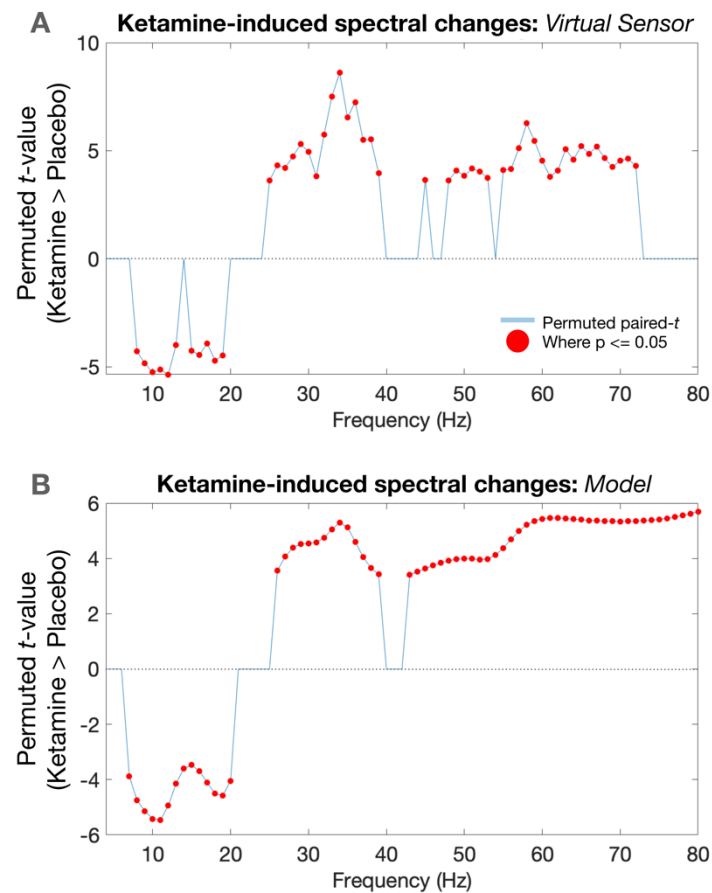 A
Ketamine-induced spectral changes: Virtual Sensor
Permuted t-value
(Ketamine > Placebo)
10
5
0
-5
Permuted paired-t
Where p <= 0.05
10 20 30 40 50 60 70 80
Frequency (Hz)
B
Ketamine-induced spectral changes: Model
Permuted t-value
(Ketamine > Placebo)
6
4
2
0
-2
-4
-6
10 20 30 40 50 60 70 80
Frequency (Hz)